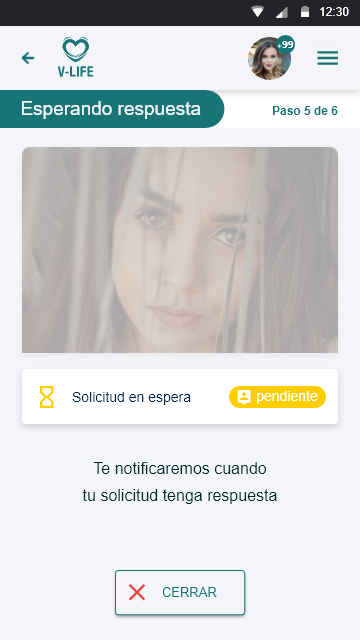 12:30
V-LIFE
+99
Esperando respuesta
Paso 5 de 6
Solicitud en espera
pendiente
Te notificaremos cuando
tu solicitud tenga respuesta
CERRAR